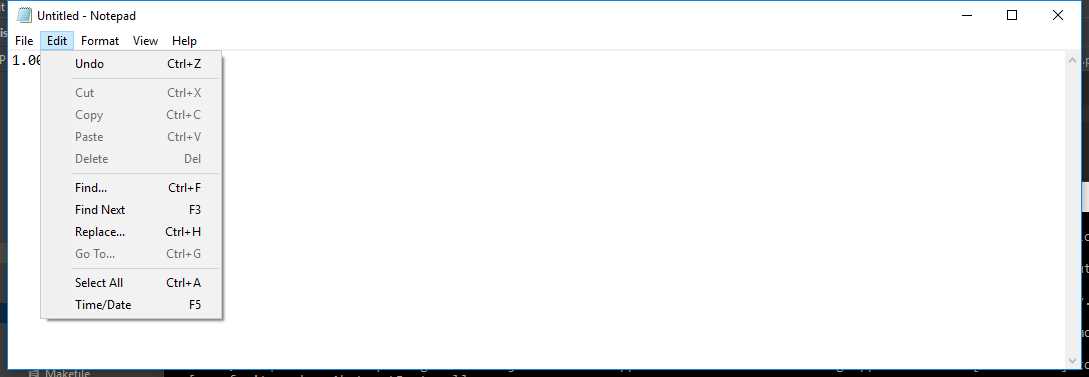 Untitled - Notepad
File Edit Format View Help
1.00
Undo Ctrl+Z
Cut Ctrl+X
Copy Ctrl+C
Paste Ctrl+V
Delete Del
Find... Ctrl+F
Find Next F3
Replace... Ctrl+H
Go To... Ctrl+G
Select All Ctrl+A
Time/Date F5
Makefile